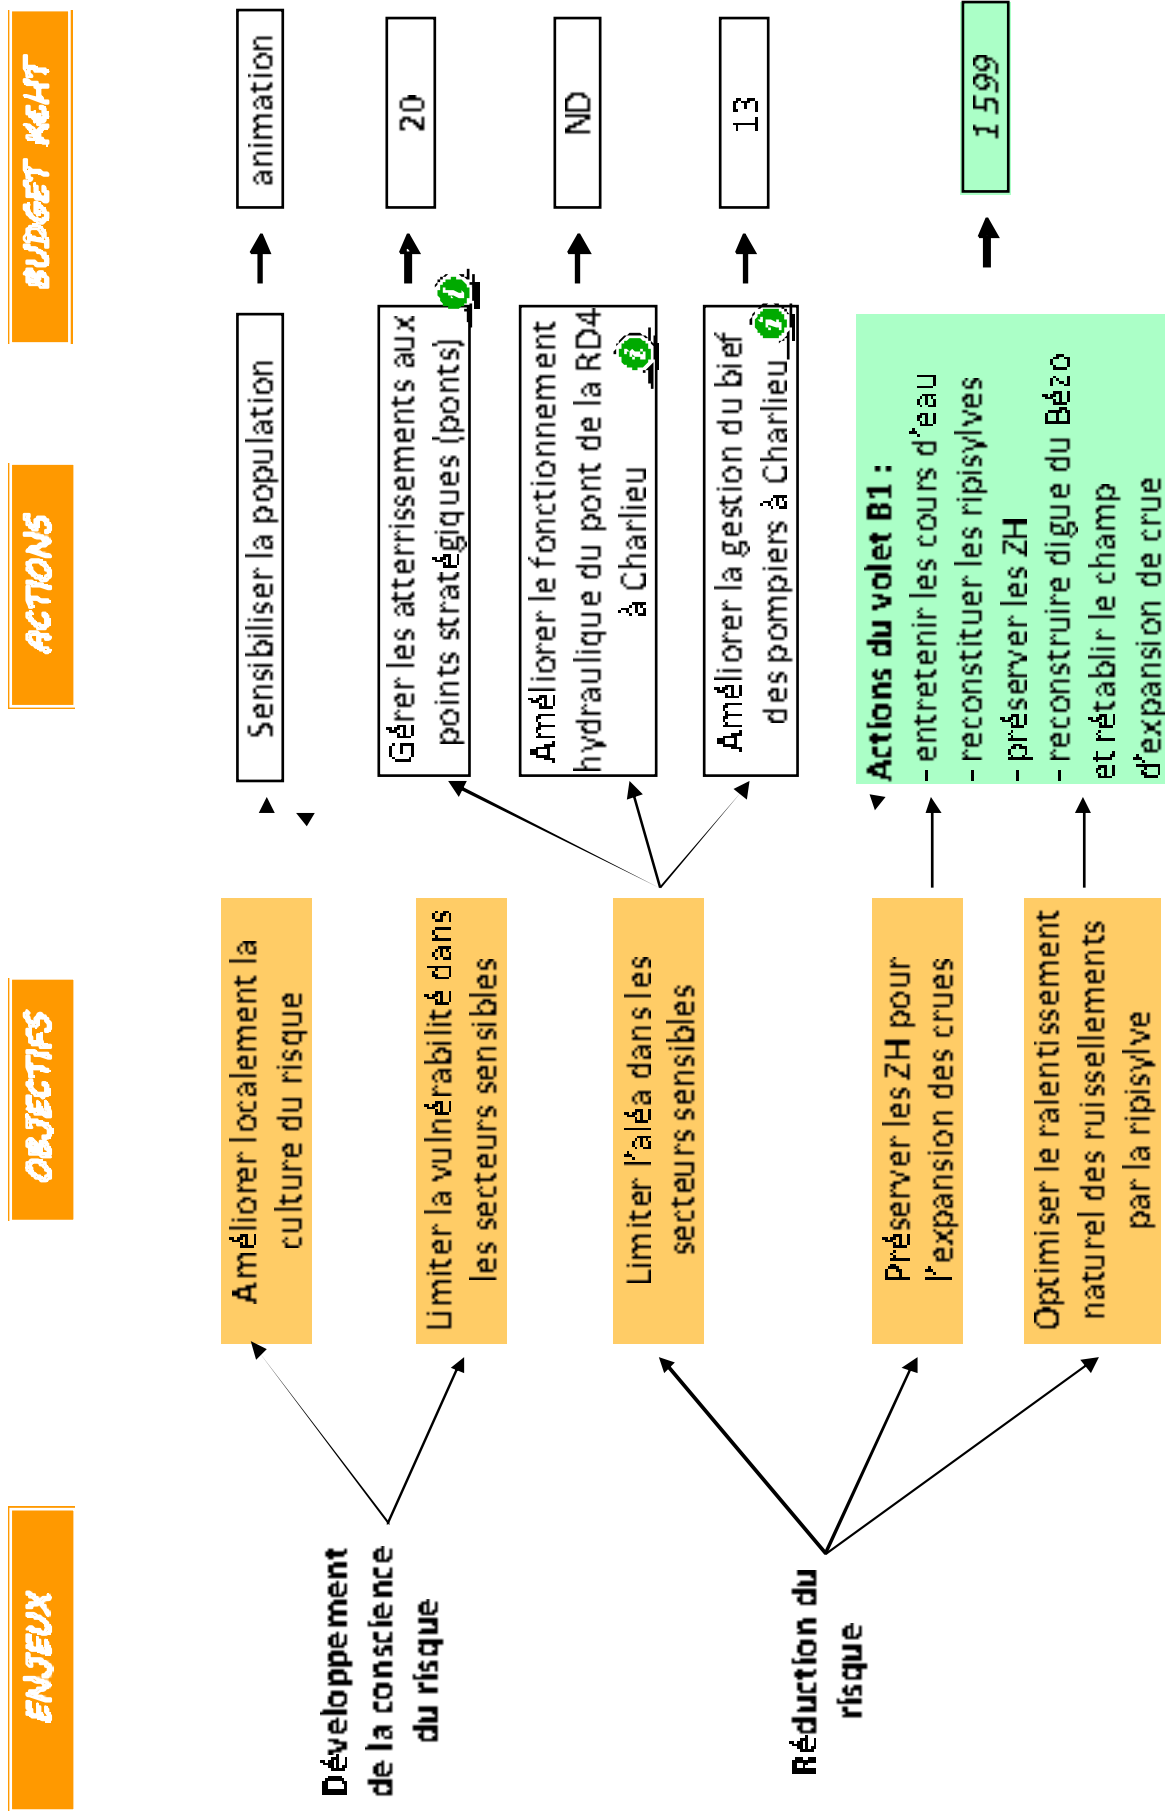 ENJEUX
OBJECTIFS
ACTIONS
BUDGET K€HT
Développement
de la conscience
du risque
Améliorer localement la
culture du risque
Sensibiliser la population
animation
Limiter la vulnérabilité dans
les secteurs sensibles
Réduction du
risque
Limiter l'aléa dans les
secteurs sensibles
Gérer les atterrissements aux
points stratégiques (ponts)
20
Améliorer le fonctionnement
hydraulique du pont de la RD4
à Charlieu
ND
Améliorer la gestion du bief
des pompiers à Charlieu
13
Préserver les ZH pour
l'expansion des crues
Optimiser le ralentissement
naturel des ruissellements
par la ripisylve
Actions du volet B1 :
- entretenir les cours d'eau
- reconstituer les ripisylves
- préserver les ZH
- reconstruire digue du Bézo
et rétablir le champ
d'expansion de crue
1 599